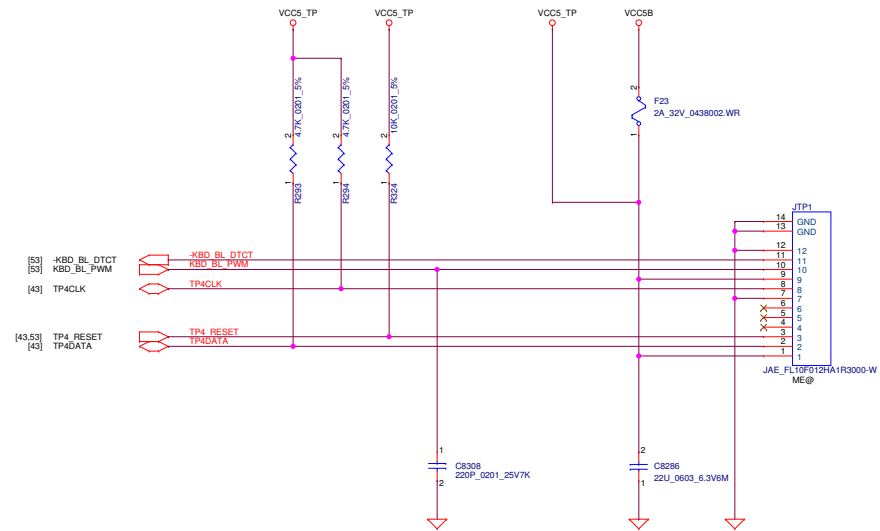 VCC5_TP
VCC5_TP
VCC5_TP
VCC5B
2
F23
2A_32V_0438002.WR
1
2
4.7K_0201_5%
1
R293
2
4.7K_0201_5%
1
R294
2
10K_0201_5%
1
R324
JTP1
14 GND
13 GND
12 12
[53] -KBD_BL_DTCT -KBD_BL_DTCT 11 11
[53] KBD_BL_PWM KBD_BL_PWM 10 10
9 9
[43] TP4CLK TP4CLK 8 8
7 7
6 6
5 5
4 4
[43,53] TP4_RESET TP4_RESET 3 3
[43] TP4DATA TP4DATA 2 2
1 1
JAE_FL10F012HA1R3000-W
ME@
1
C8308
220P_0201_25V7K
2
2
C8286
22U_0603_6.3V6M
1